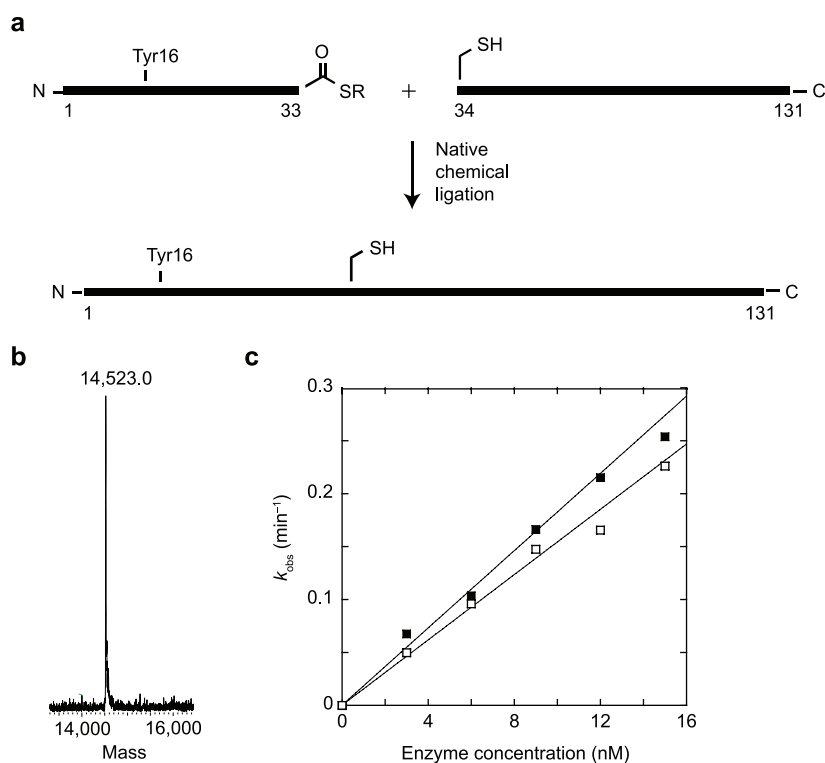 a
Tyr16
O
SH
N
SR
+
C
1
33
34
131
Native
chemical
ligation
Tyr16
SH
N
C
1
131
b
14,523.0
14,000
16,000
Mass
c
0.3
0.2
0.1
0
k_obs (min⁻¹)
0
4
8
12
16
Enzyme concentration (nM)